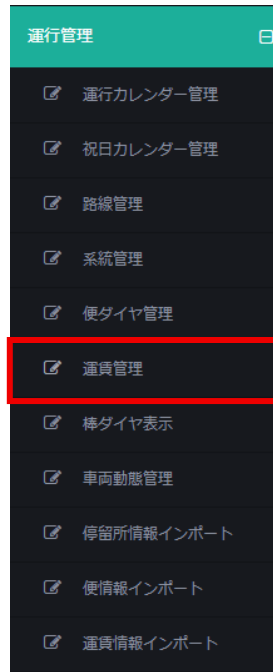 運行管理
運行カレンダー管理
祝日カレンダー管理
路線管理
系統管理
便ダイヤ管理
運賃管理
棒ダイヤ表示
車両動態管理
停留所情報インポート
便情報インポート
運賃情報インポート